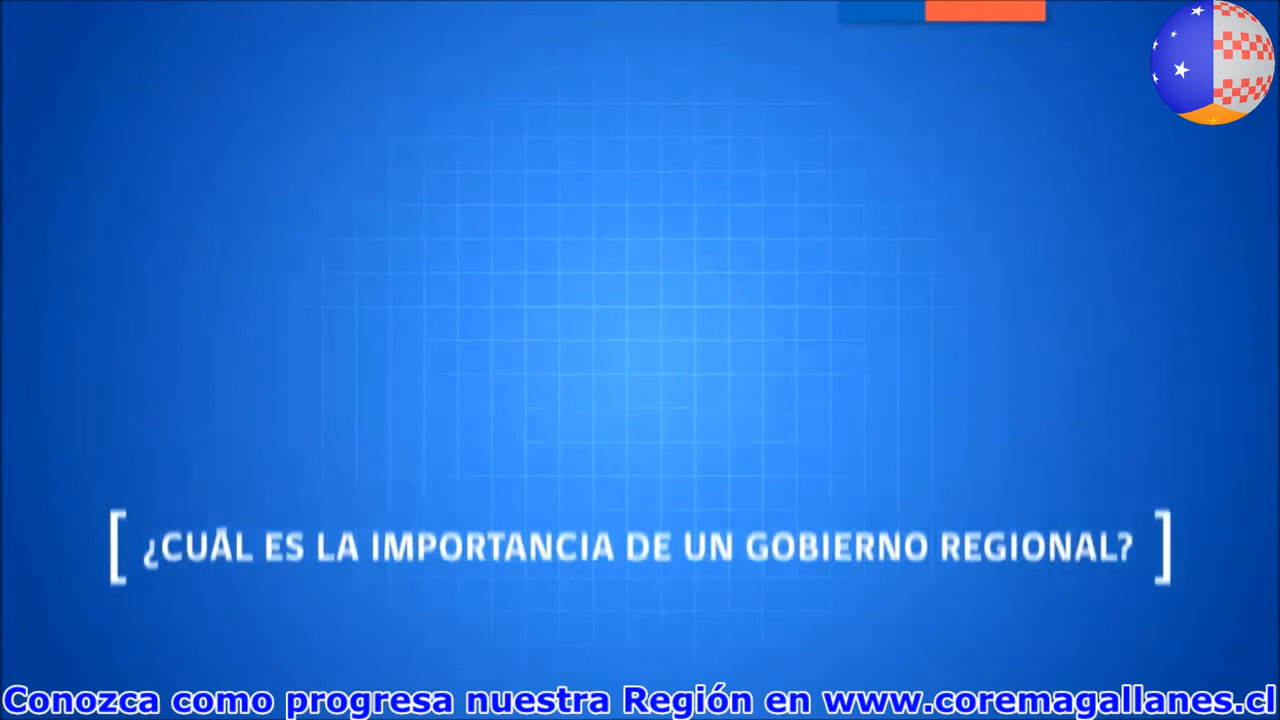 [ ¿CUÁL ES LA IMPORTANCIA DE UN GOBIERNO REGIONAL? ]
Conozca como progresa nuestra Región en www.coremagallanes.cl